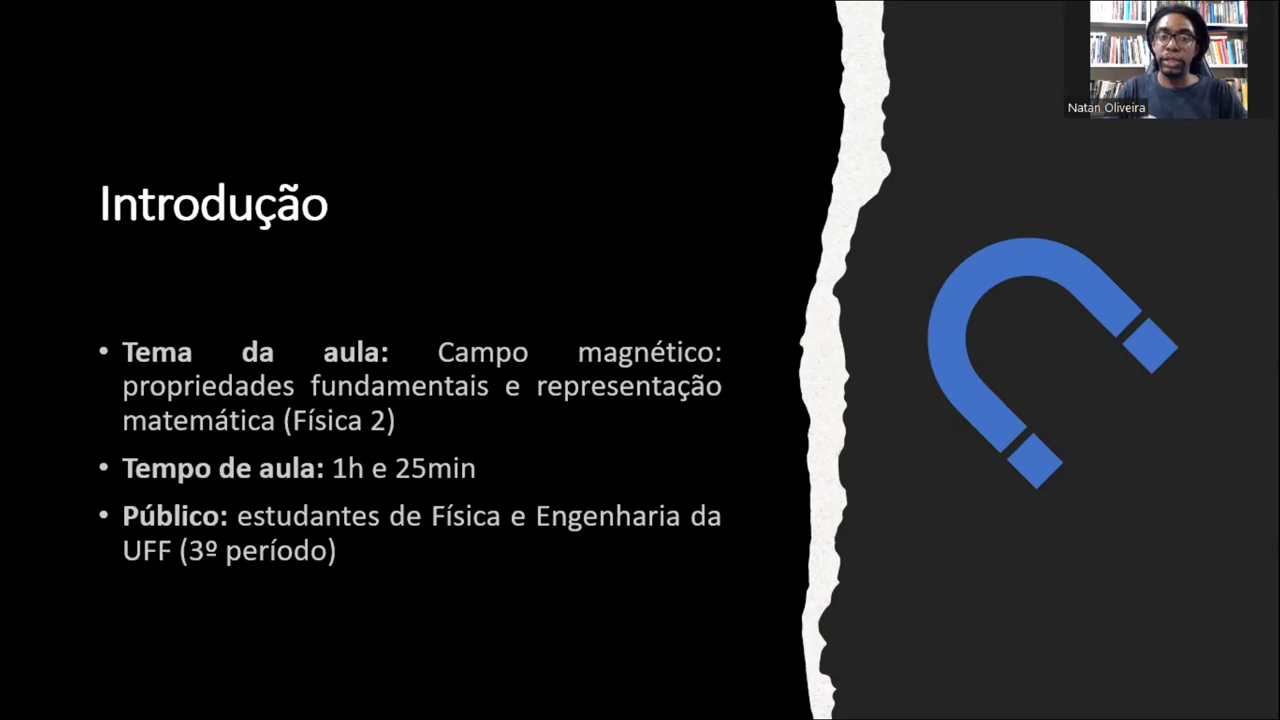 Natan Oliveira
Introdução
• Tema da aula: Campo magnético:
propriedades fundamentais e representação
matemática (Física 2)
• Tempo de aula: 1h e 25min
• Público: estudantes de Física e Engenharia da
UFF (3º período)